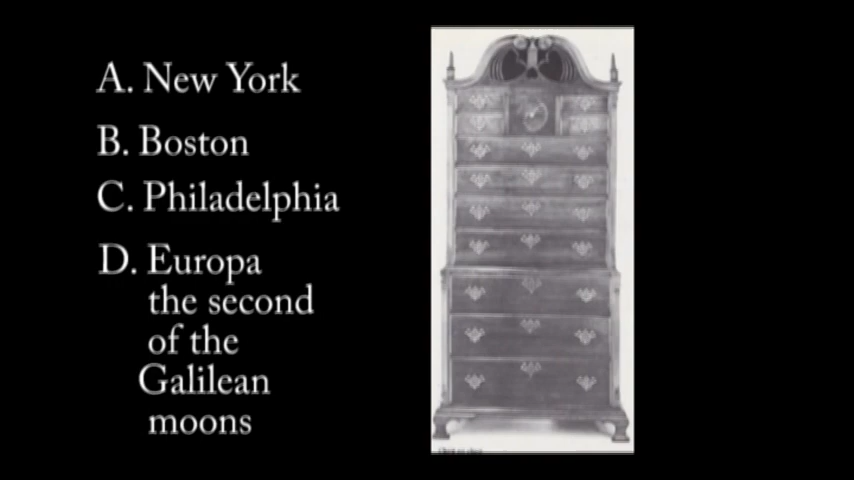 A. New York
B. Boston
C. Philadelphia
D. Europa
the second
of the
Galilean
moons